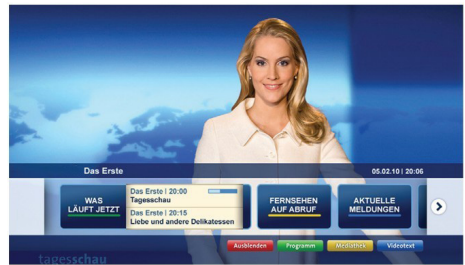 Das Erste
05.02.10 | 20:06
WAS
LÄUFT JETZT
Das Erste | 20:00
Tagesschau
Das Erste | 20:15
Liebe und andere Delikatessen
FERNSEHEN
AUF ABRUF
AKTUELLE
MELDUNGEN
Ausblenden
Programm
Mediathek
Videotext
tagesschau